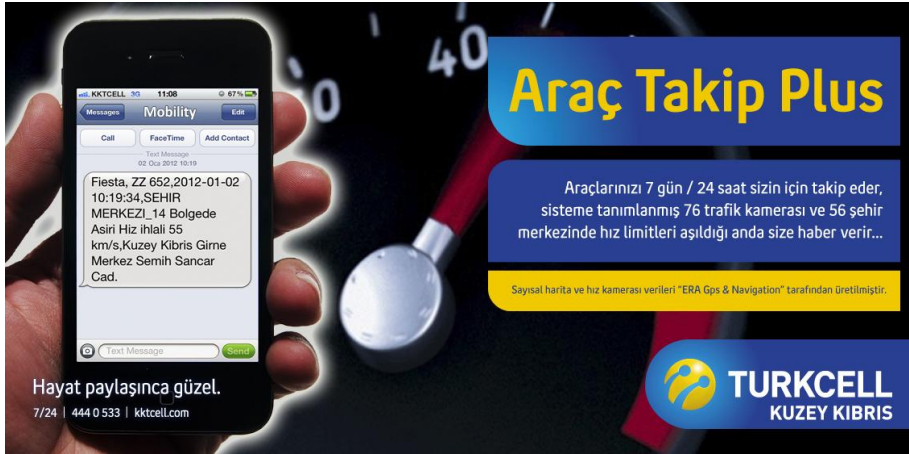 KKTCELL 3G 11:08 67%
Messages Mobility Edit
Call FaceTime Add Contact
Text Message
02 Oca 2012 10:19
Fiesta, ZZ 652,2012-01-02
10:19:34,SEHIR
MERKEZI_14 Bolgede
Asiri Hiz ihlali 55
km/s,Kuzey Kibris Girne
Merkez Semih Sancar
Cad.
Text Message Send
Hayat paylaşınca güzel.
7/24 | 444 0 533 | kktcell.com
40
0
Araç Takip Plus
Araçlarınızı 7 gün / 24 saat sizin için takip eder,
sisteme tanımlanmış 76 trafik kamerası ve 56 şehir
merkezinde hız limitleri aşıldığı anda size haber verir...
Sayısal harita ve hız kamerası verileri "ERA Gps & Navigation" tarafından üretilmiştir.
TURKCELL
KUZEY KIBRIS